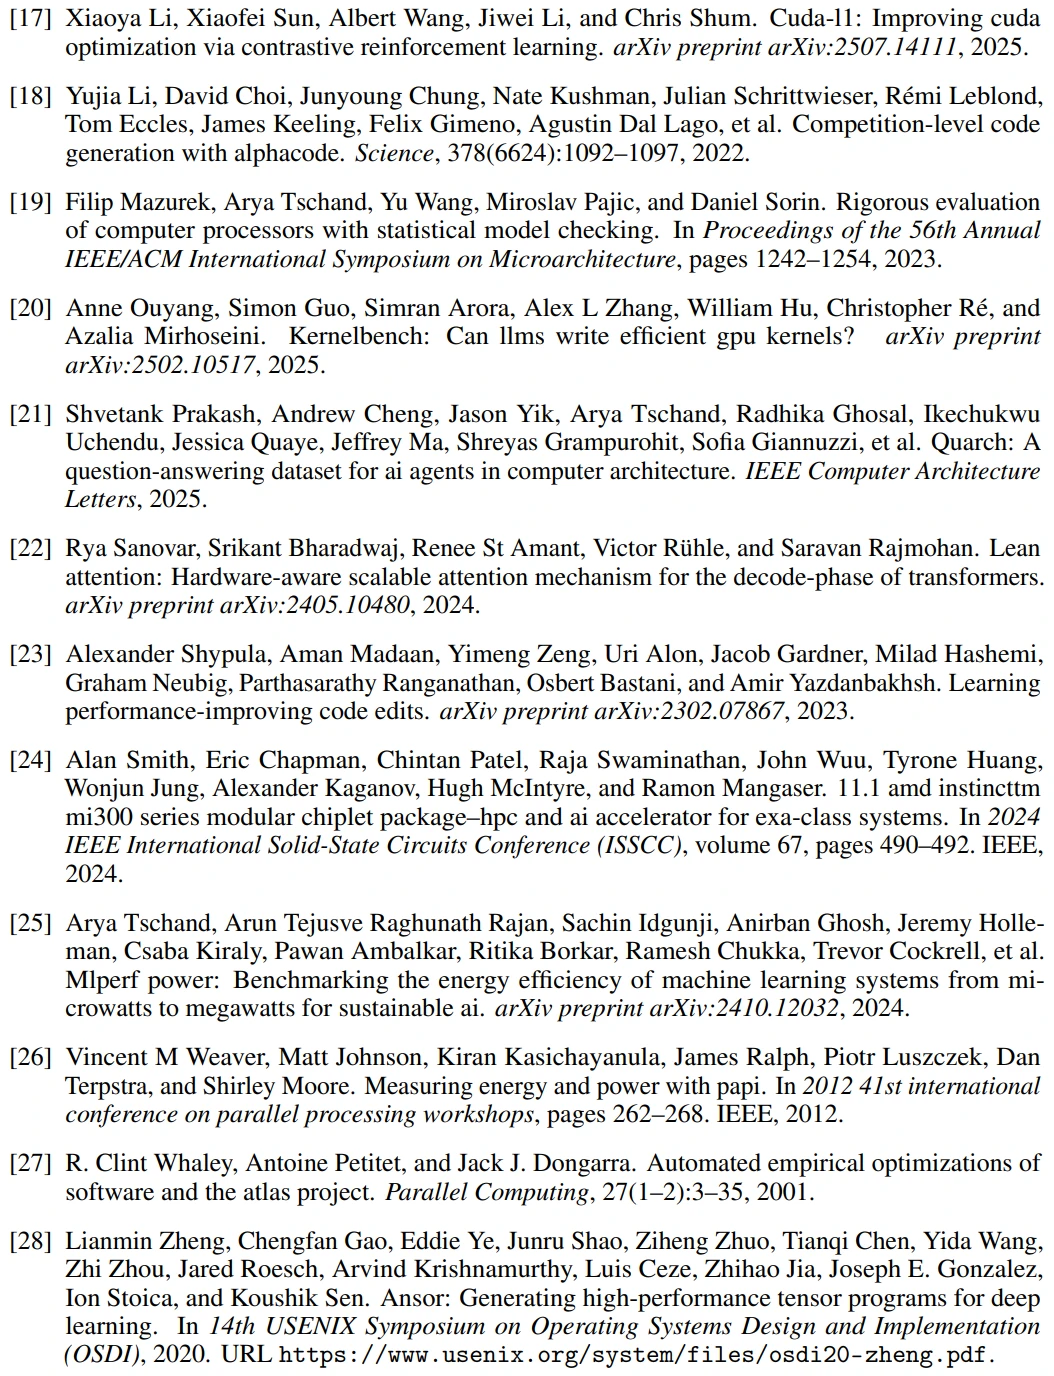 [17] Xiaoya Li, Xiaofei Sun, Albert Wang, Jiwei Li, and Chris Shum. Cuda-l1: Improving cuda
optimization via contrastive reinforcement learning. arXiv preprint arXiv:2507.14111, 2025.
[18] Yujia Li, David Choi, Junyoung Chung, Nate Kushman, Julian Schrittwieser, Rémi Leblond,
Tom Eccles, James Keeling, Felix Gimeno, Agustin Dal Lago, et al. Competition-level code
generation with alphacode. Science, 378(6624):1092–1097, 2022.
[19] Filip Mazurek, Arya Tschand, Yu Wang, Miroslav Pajic, and Daniel Sorin. Rigorous evaluation
of computer processors with statistical model checking. In Proceedings of the 56th Annual
IEEE/ACM International Symposium on Microarchitecture, pages 1242–1254, 2023.
[20] Anne Ouyang, Simon Guo, Simran Arora, Alex L Zhang, William Hu, Christopher Ré, and
Azalia Mirhoseini. Kernelbench: Can llms write efficient gpu kernels? arXiv preprint
arXiv:2502.10517, 2025.
[21] Shvetank Prakash, Andrew Cheng, Jason Yik, Arya Tschand, Radhika Ghosal, Ikechukwu
Uchendu, Jessica Quaye, Jeffrey Ma, Shreyas Grampurohit, Sofia Giannuzzi, et al. Quarch: A
question-answering dataset for ai agents in computer architecture. IEEE Computer Architecture
Letters, 2025.
[22] Rya Sanovar, Srikant Bharadwaj, Renee St Amant, Victor Rühle, and Saravan Rajmohan. Lean
attention: Hardware-aware scalable attention mechanism for the decode-phase of transformers.
arXiv preprint arXiv:2405.10480, 2024.
[23] Alexander Shypula, Aman Madaan, Yimeng Zeng, Uri Alon, Jacob Gardner, Milad Hashemi,
Graham Neubig, Parthasarathy Ranganathan, Osbert Bastani, and Amir Yazdanbakhsh. Learning
performance-improving code edits. arXiv preprint arXiv:2302.07867, 2023.
[24] Alan Smith, Eric Chapman, Chintan Patel, Raja Swaminathan, John Wuu, Tyrone Huang,
Wonjun Jung, Alexander Kaganov, Hugh McIntyre, and Ramon Mangaser. 11.1 amd instincttm
mi300 series modular chiplet package–hpc and ai accelerator for exa-class systems. In 2024
IEEE International Solid-State Circuits Conference (ISSCC), volume 67, pages 490–492. IEEE,
2024.
[25] Arya Tschand, Arun Tejusve Raghunath Rajan, Sachin Idgunji, Anirban Ghosh, Jeremy Holle-
man, Csaba Kiraly, Pawan Ambalkar, Ritika Borkar, Ramesh Chukka, Trevor Cockrell, et al.
Mlperf power: Benchmarking the energy efficiency of machine learning systems from mi-
crowatts to megawatts for sustainable ai. arXiv preprint arXiv:2410.12032, 2024.
[26] Vincent M Weaver, Matt Johnson, Kiran Kasichayanula, James Ralph, Piotr Luszczek, Dan
Terpstra, and Shirley Moore. Measuring energy and power with papi. In 2012 41st international
conference on parallel processing workshops, pages 262–268. IEEE, 2012.
[27] R. Clint Whaley, Antoine Petitet, and Jack J. Dongarra. Automated empirical optimizations of
software and the atlas project. Parallel Computing, 27(1–2):3–35, 2001.
[28] Lianmin Zheng, Chengfan Gao, Eddie Ye, Junru Shao, Ziheng Zhuo, Tianqi Chen, Yida Wang,
Zhi Zhou, Jared Roesch, Arvind Krishnamurthy, Luis Ceze, Zhihao Jia, Joseph E. Gonzalez,
Ion Stoica, and Koushik Sen. Ansor: Generating high-performance tensor programs for deep
learning. In 14th USENIX Symposium on Operating Systems Design and Implementation
(OSDI), 2020. URL https://www.usenix.org/system/files/osdi20-zheng.pdf.